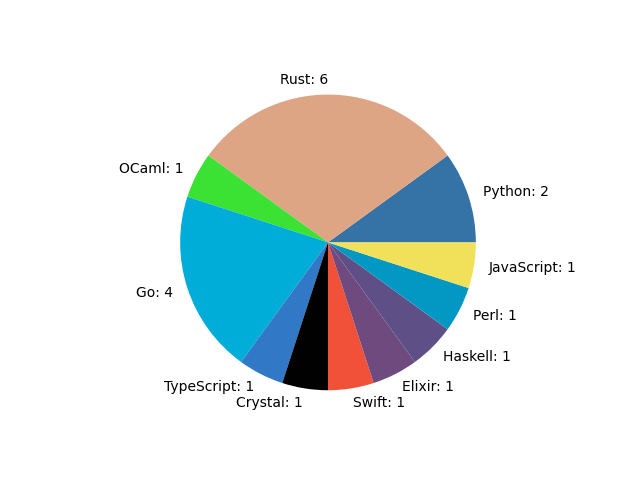 Rust: 6
OCaml: 1
Python: 2
JavaScript: 1
Go: 4
Perl: 1
Haskell: 1
TypeScript: 1
Elixir: 1
Crystal: 1
Swift: 1